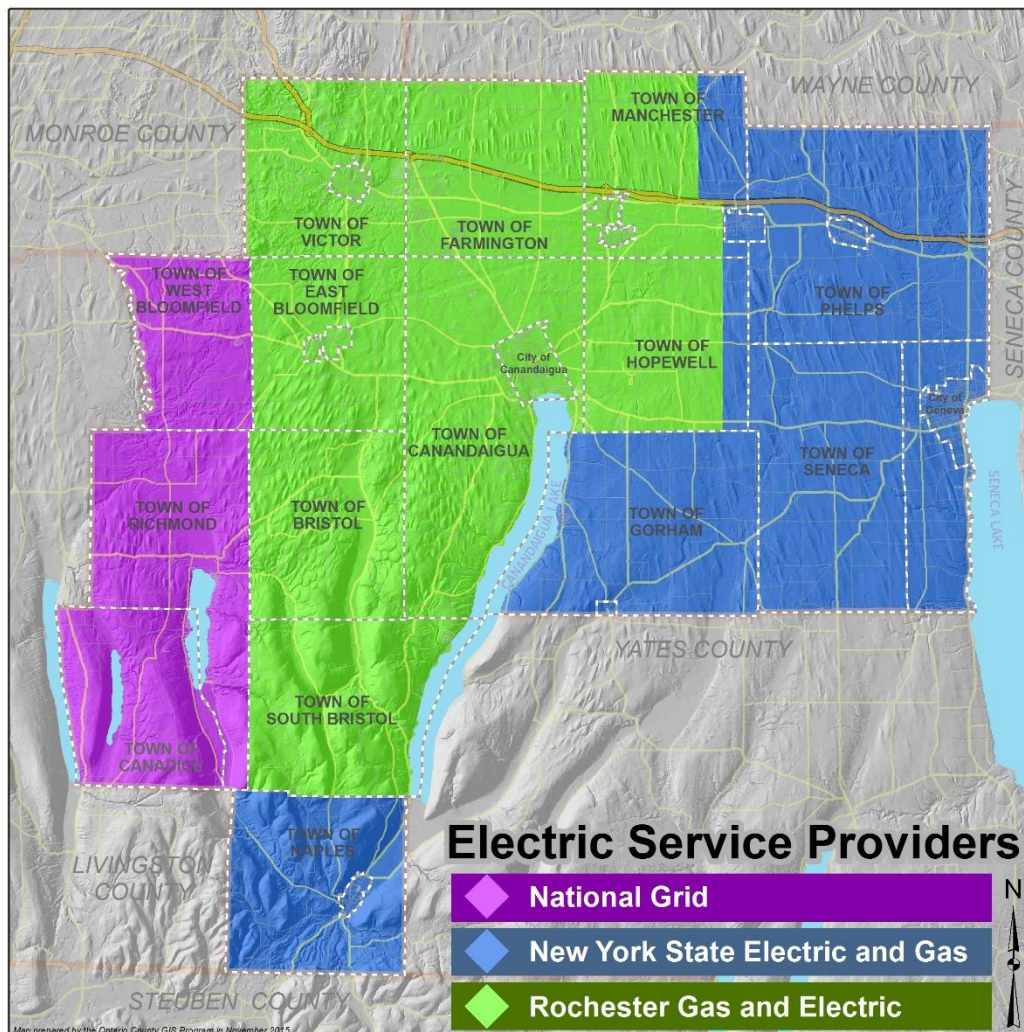 WAYNE COUNTY
MONROE COUNTY
TOWN OF
MANCHESTER
TOWN OF
VICTOR
TOWN OF
FARMINGTON
SENECA COUNTY
TOWN OF
WEST
BLOOMFIELD
TOWN OF
EAST
BLOOMFIELD
TOWN OF
PHELPS
TOWN OF
HOPEWELL
City of
Canandaigua
City of
Geneva
TOWN OF
CANANDAIGUA
TOWN OF
SENECA
TOWN OF
RICHMOND
TOWN OF
BRISTOL
CANANDAIGUA LAKE
TOWN OF
GORHAM
SENECA LAKE
YATES COUNTY
TOWN OF
SOUTH BRISTOL
TOWN OF
CANADICE
TOWN OF
NAPLES
LIVINGSTON
COUNTY
STEUBEN COUNTY
Electric Service Providers
National Grid
New York State Electric and Gas
Rochester Gas and Electric
N
Map prepared by the Ontario County GIS Program in November 2015